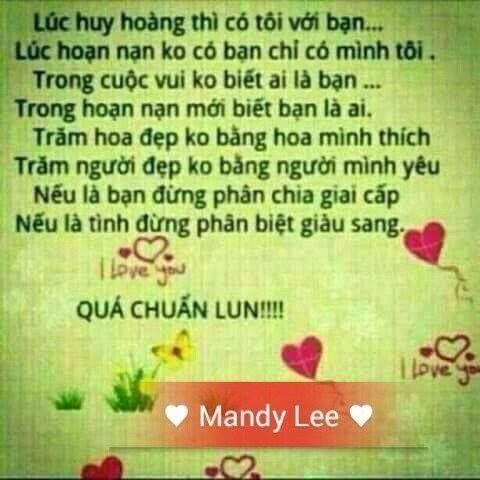 Lúc huy hoàng thì có tôi với bạn...
Lúc hoạn nạn ko có bạn chỉ có mình tôi .
Trong cuộc vui ko biết ai là bạn ...
Trong hoạn nạn mới biết bạn là ai.
Trăm hoa đẹp ko bằng hoa mình thích
Trăm người đẹp ko bằng người mình yêu
Nếu là bạn đừng phân chia giai cấp
Nếu là tình đừng phân biệt giàu sang.
I love you
QUÁ CHUẨN LUN!!!!
I love you
♥ Mandy Lee ♥